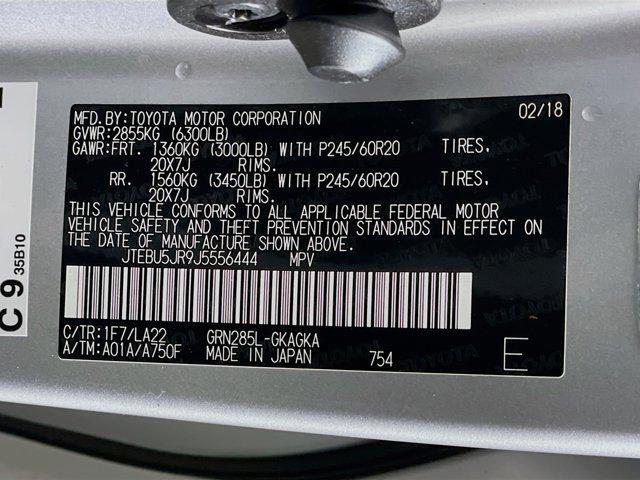 MFD.BY:TOYOTA MOTOR CORPORATION 02/18
GVWR:2855KG (6300LB)
GAWR:FRT. 1360KG (3000LB) WITH P245/60R20 TIRES,
20X7J RIMS.
RR. 1560KG (3450LB) WITH P245/60R20 TIRES,
20X7J RIMS.
THIS VEHICLE CONFORMS TO ALL APPLICABLE FEDERAL MOTOR
VEHICLE SAFETY AND THEFT PREVENTION STANDARDS IN EFFECT ON
THE DATE OF MANUFACTURE SHOWN ABOVE.
JTEBU5JR9J5556444 MPV
C/TR:1F7/LA22 GRN285L-GKAGKA
A/TM:A01A/A750F MADE IN JAPAN 754 E
C 9 35B10